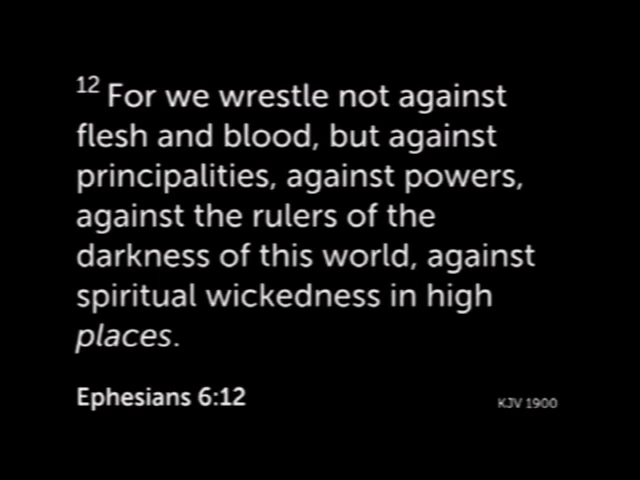 12 For we wrestle not against
flesh and blood, but against
principalities, against powers,
against the rulers of the
darkness of this world, against
spiritual wickedness in high
places.
Ephesians 6:12
KJV 1900